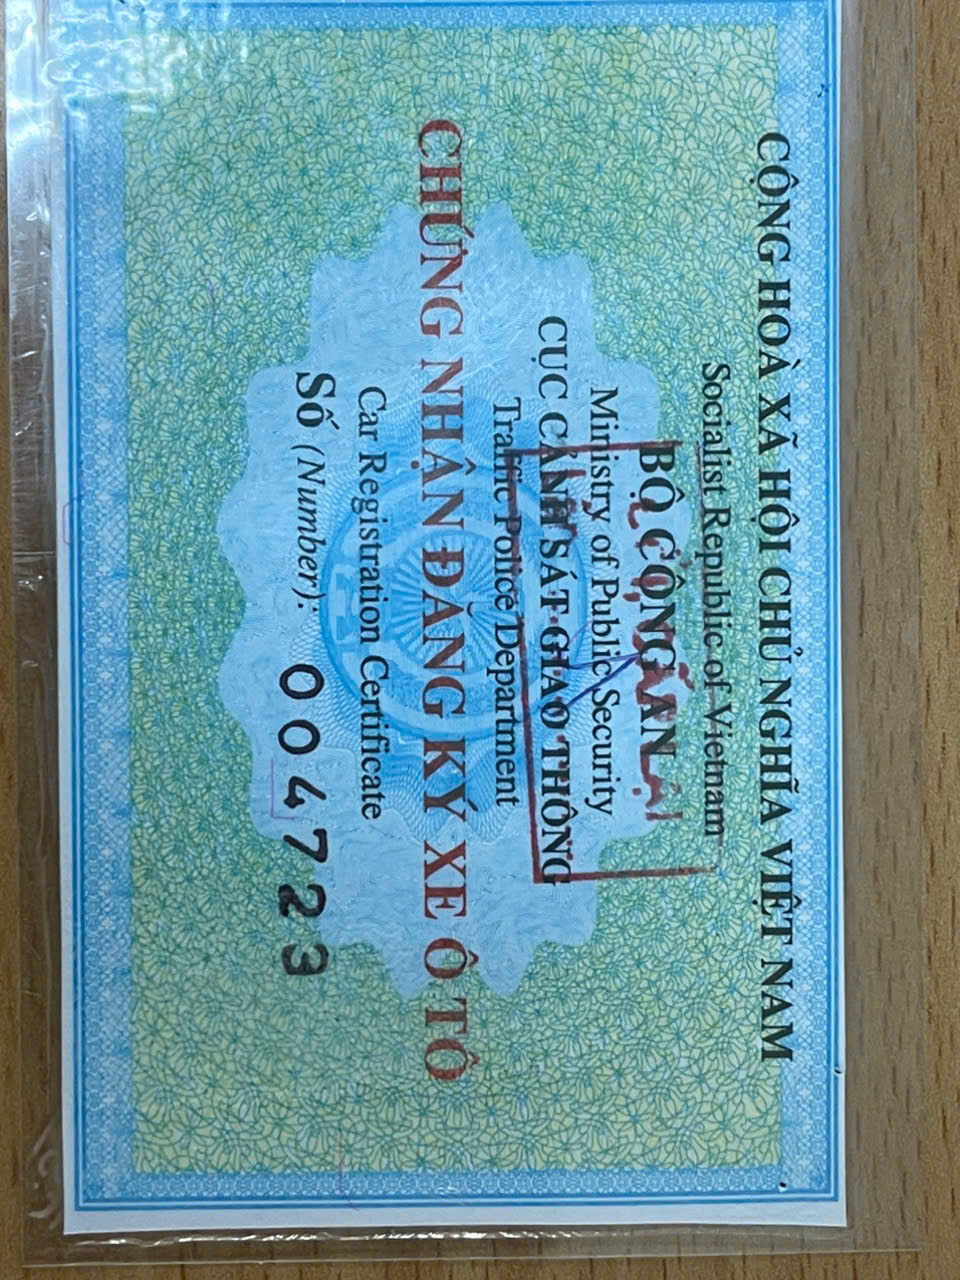 CỘNG HOÀ XÃ HỘI CHỦ NGHĨA VIỆT NAM
Socialist Republic of Vietnam
BỘ CÔNG AN
Ministry of Public Security
CỤC CẢNH SÁT GIAO THÔNG
Traffic Police Department
CHỨNG NHẬN ĐĂNG KÝ XE Ô TÔ
Car Registration Certificate
Số (Number): 004723